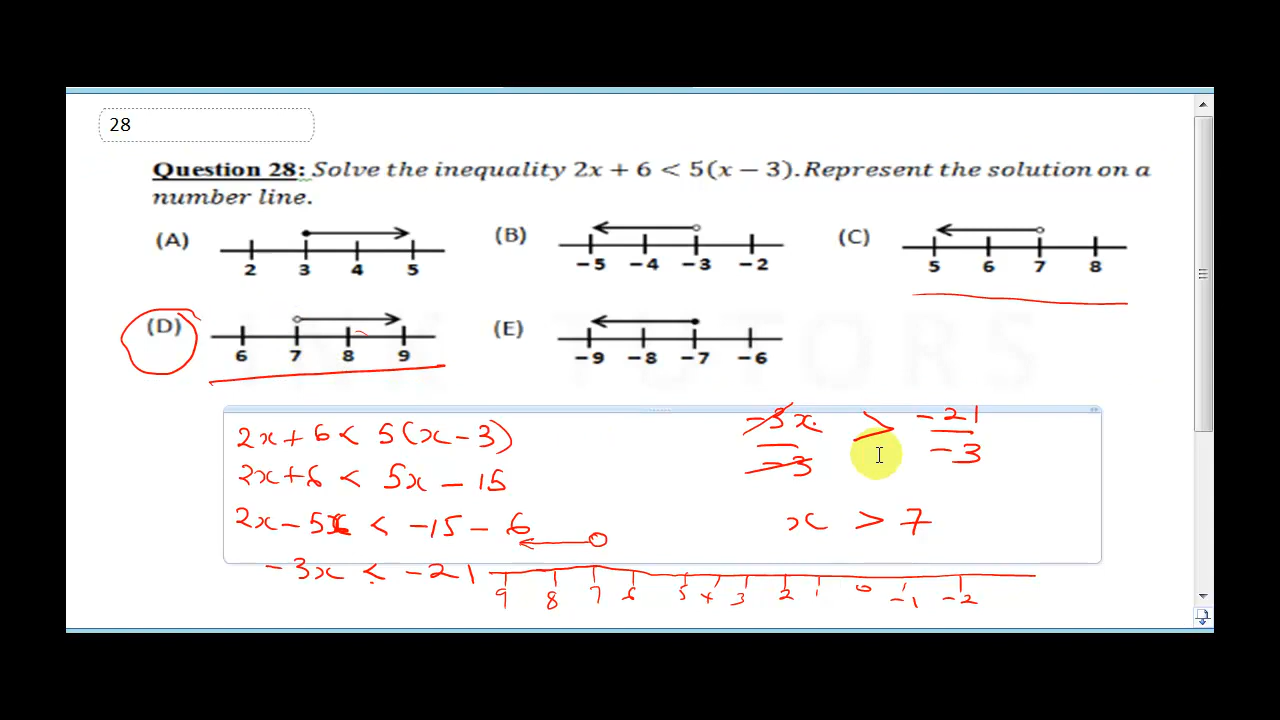 28
Question 28: Solve the inequality 2x + 6 < 5(x − 3). Represent the solution on a
number line.
(A) 2 3 4 5
(B) −5 −4 −3 −2
(C) 5 6 7 8
(D) 6 7 8 9
(E) −9 −8 −7 −6
TUTORS
2x + 6 < 5(x − 3)
2x + 6 < 5x − 15
2x − 5x < −15 − 6
−3x < −21
−3x > −21
−3 −3
x > 7
9 8 7 6 5 4 3 2 1 0 −1 −2